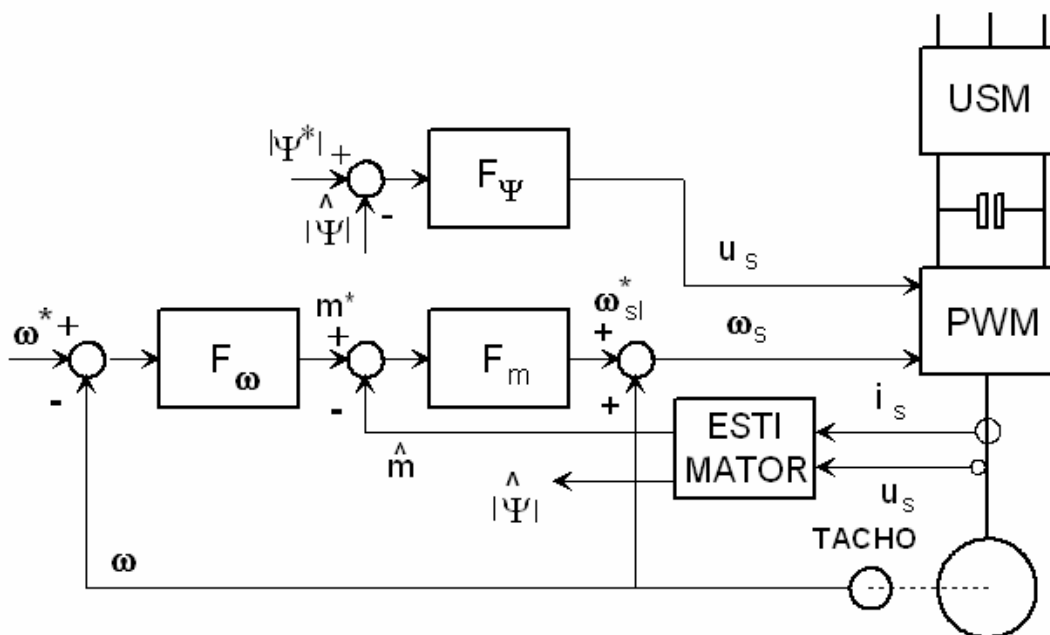 USM
|Ψ*| +
F_Ψ
|Ψ̂| -
u_s
ω* +
F_ω
m*
+
F_m
ω*_sl
+
ω_s
PWM
-
-
+
i_s
m̂
ESTI
MATOR
|Ψ̂|
u_s
TACHO
ω